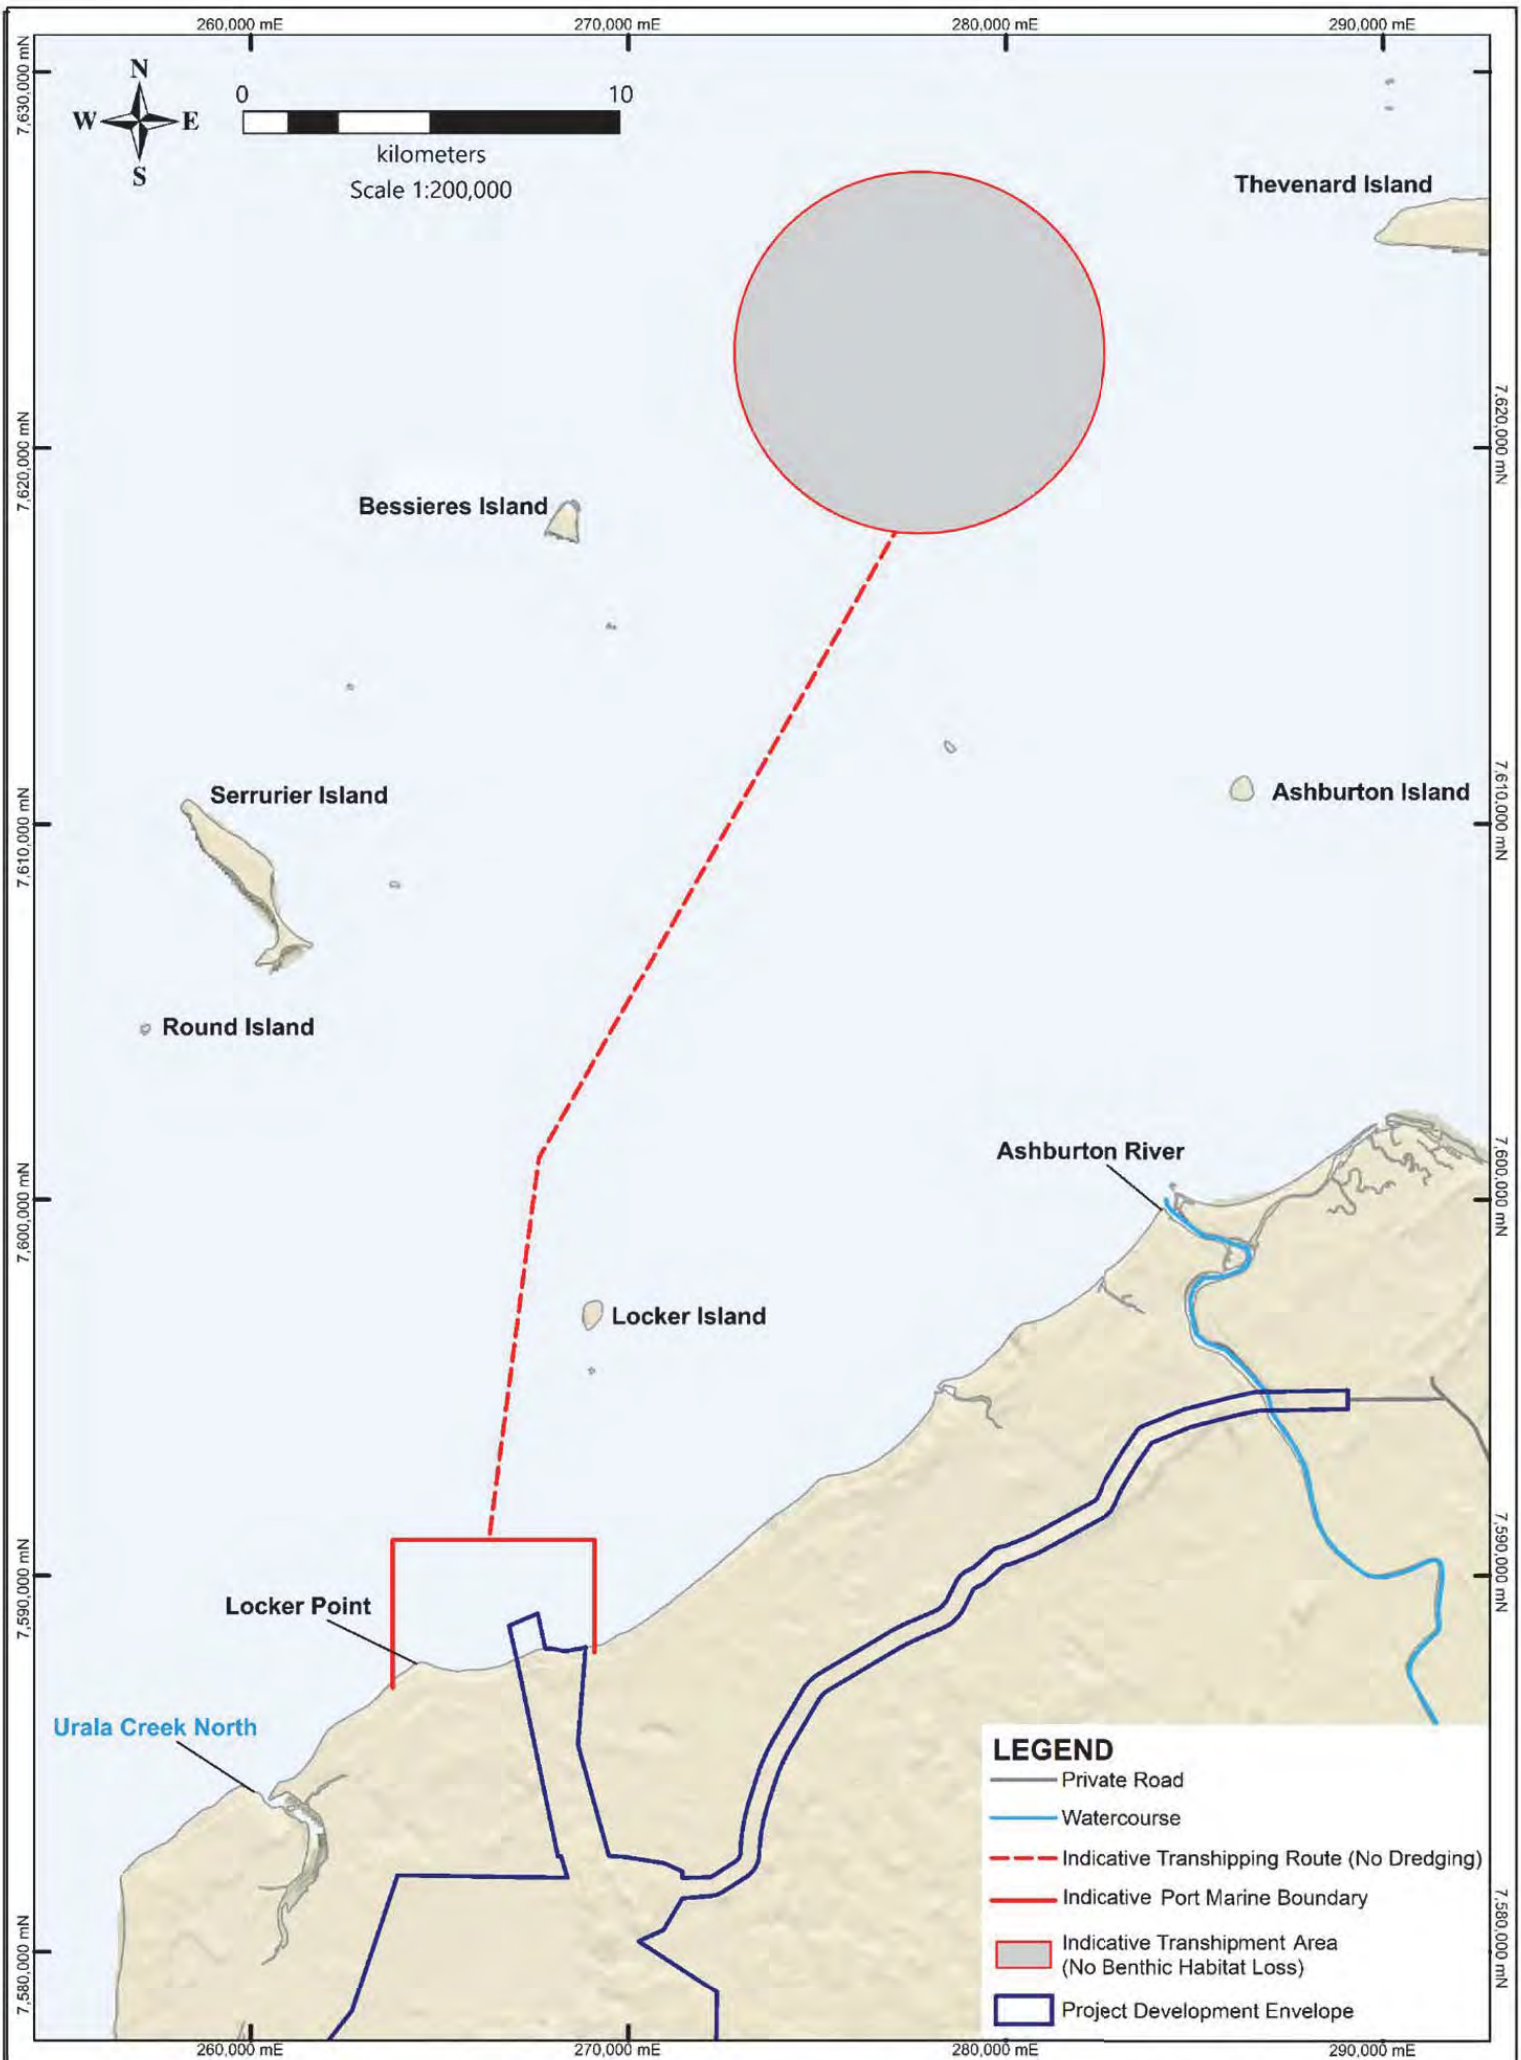 260,000 mE
270,000 mE
280,000 mE
290,000 mE
7,630,000 mN
N
W
E
S
0
10
kilometers
Scale 1:200,000
Thevenard Island
7,620,000 mN
7,620,000 mN
Bessieres Island
Serrurier Island
Ashburton Island
7,610,000 mN
7,610,000 mN
Round Island
Ashburton River
7,600,000 mN
7,600,000 mN
Locker Island
7,590,000 mN
7,590,000 mN
Locker Point
Urala Creek North
LEGEND
Private Road
Watercourse
Indicative Transhipping Route (No Dredging)
Indicative Port Marine Boundary
Indicative Transhipment Area
(No Benthic Habitat Loss)
Project Development Envelope
7,580,000 mN
7,580,000 mN
260,000 mE
270,000 mE
280,000 mE
290,000 mE